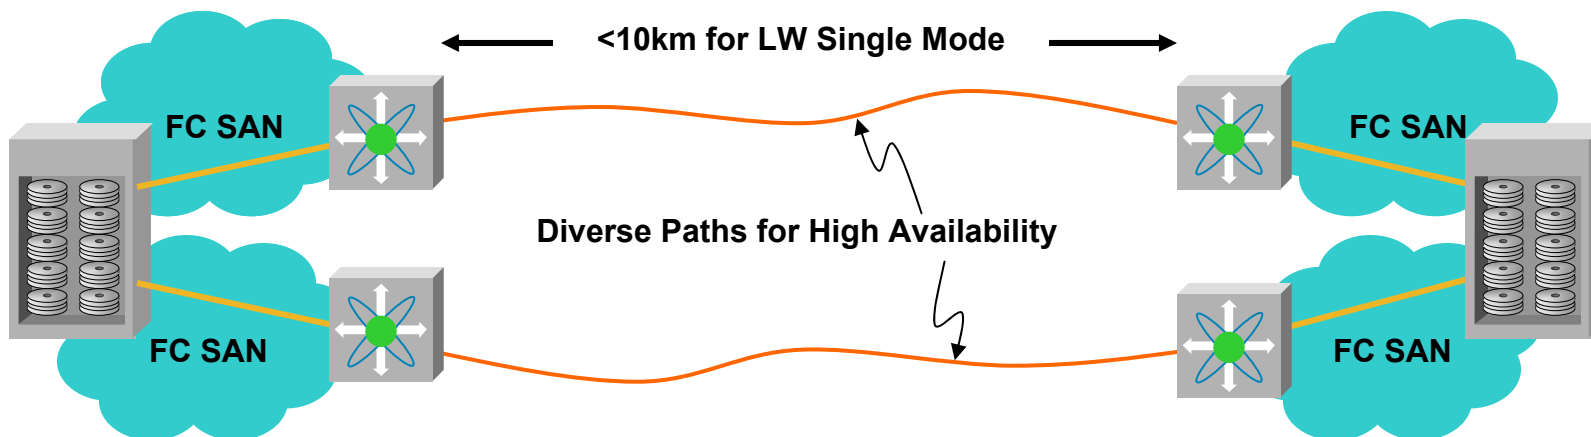 <10km for LW Single Mode
FC SAN
FC SAN
Diverse Paths for High Availability
FC SAN
FC SAN